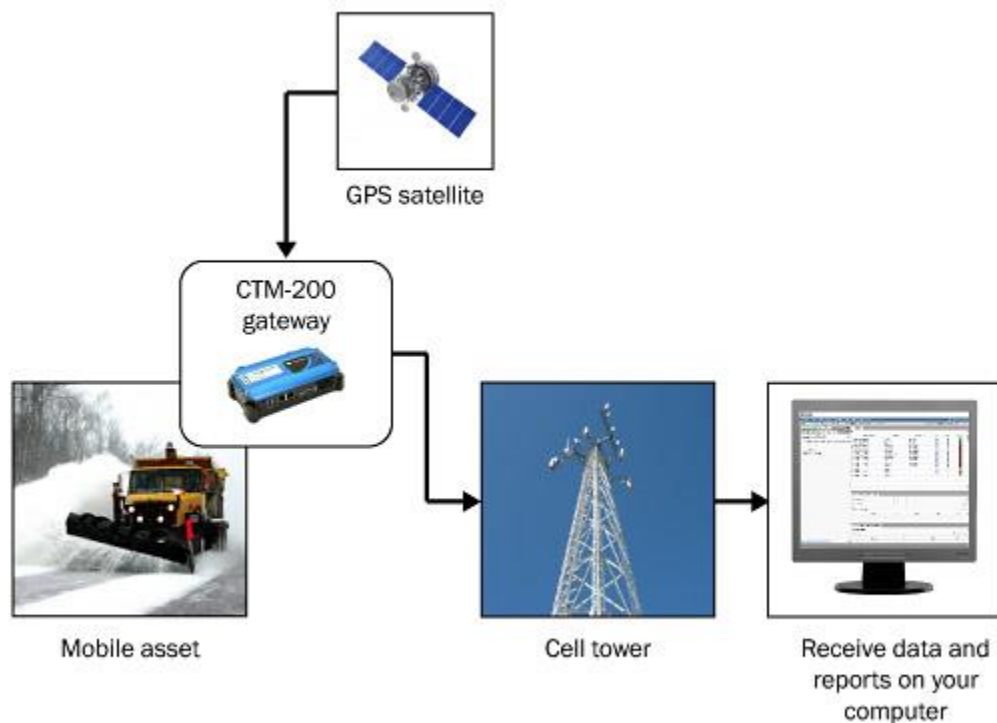 GPS satellite
CTM-200
gateway
Mobile asset
Cell tower
Receive data and
reports on your
computer